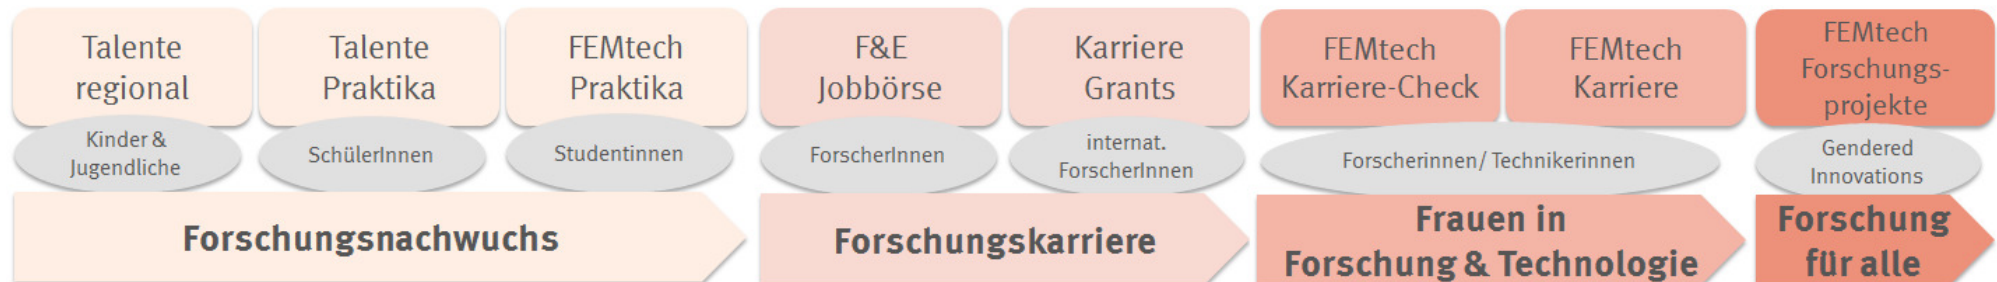 Talente
regional
Talente
Praktika
FEMtech
Praktika
F&E
Jobbörse
Karriere
Grants
FEMtech
Karriere-Check
FEMtech
Karriere
FEMtech
Forschungs-
projekte
Kinder &
Jugendliche
SchülerInnen
Studentinnen
ForscherInnen
internat.
ForscherInnen
Forscherinnen/ Technikerinnen
Gendered
Innovations
Forschungsnachwuchs
Forschungskarriere
Frauen in
Forschung & Technologie
Forschung
für alle